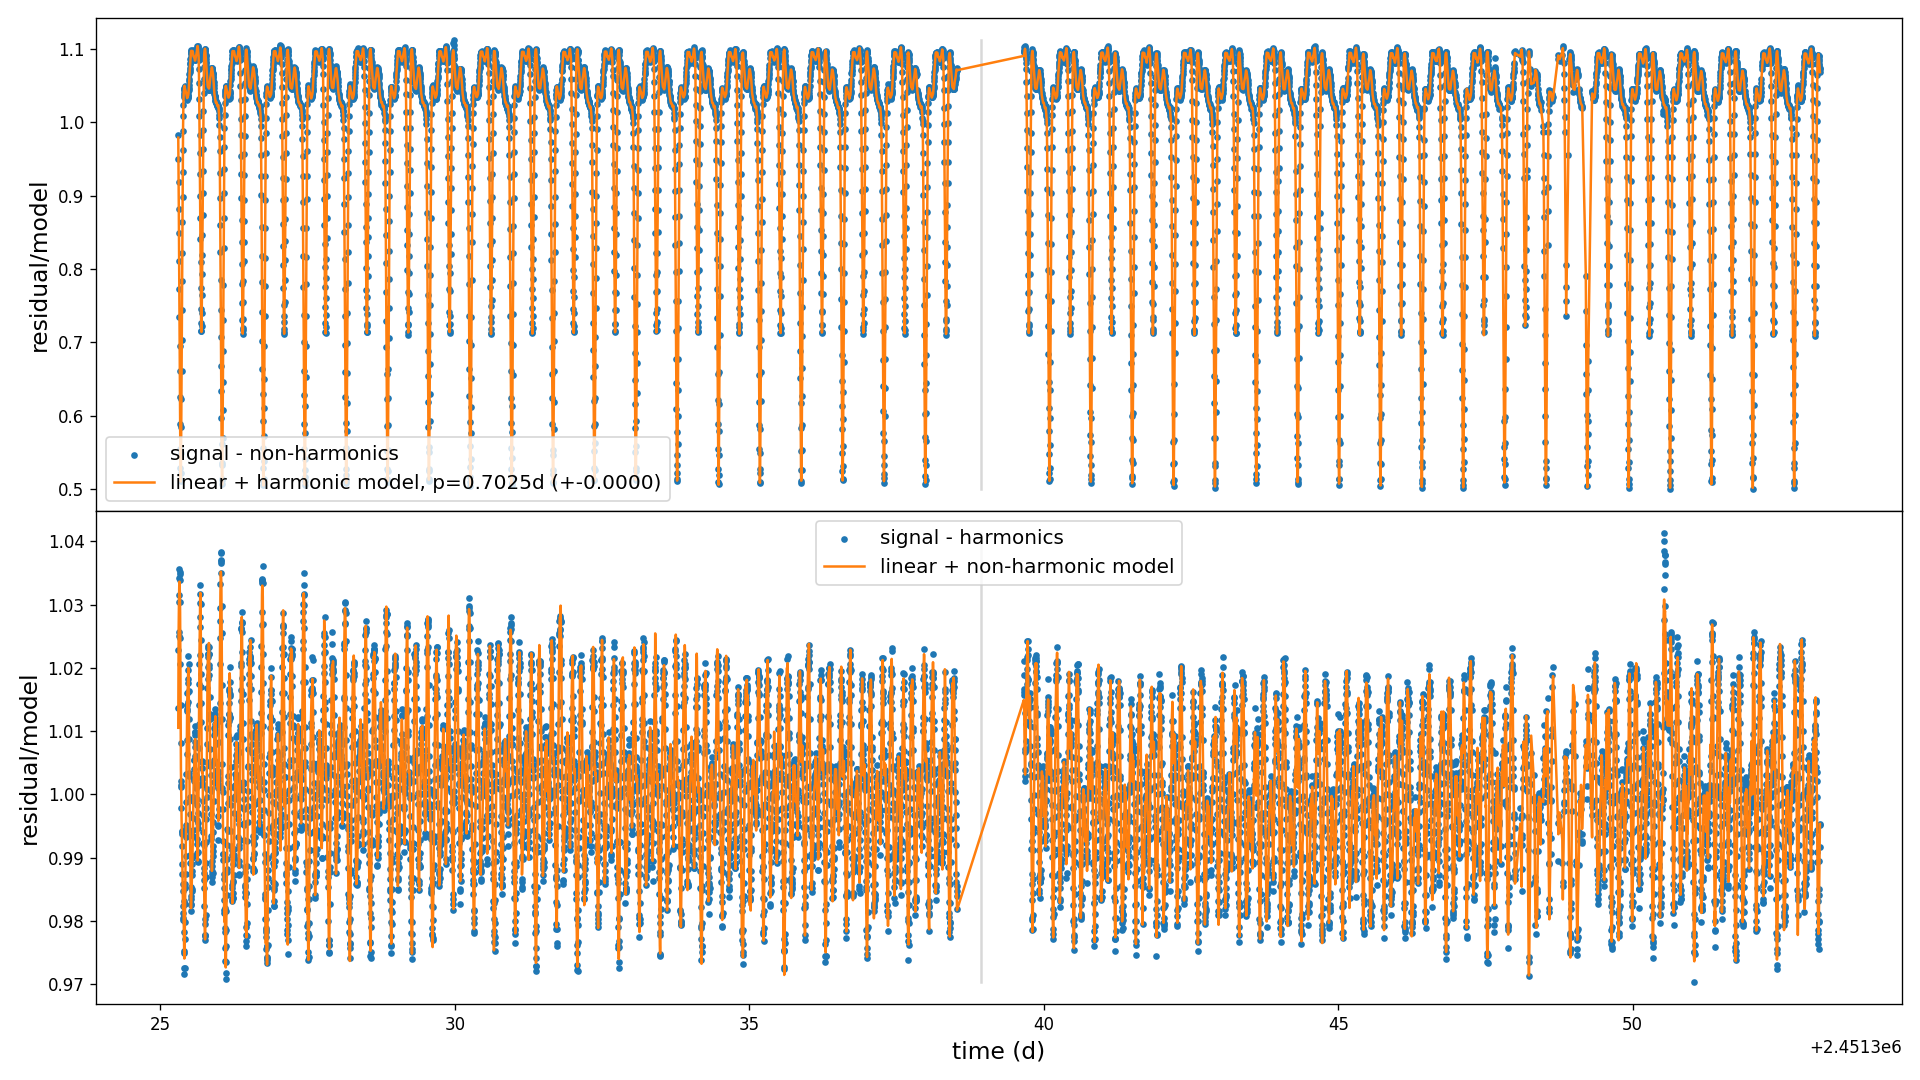 residual/model
1.1
1.0
0.9
0.8
0.7
0.6
0.5
signal - non-harmonics
linear + harmonic model, p=0.7025d (+-0.0000)
residual/model
1.04
1.03
1.02
1.01
1.00
0.99
0.98
0.97
signal - harmonics
linear + non-harmonic model
25 30 35 40 45 50
time (d)
+2.4513e6